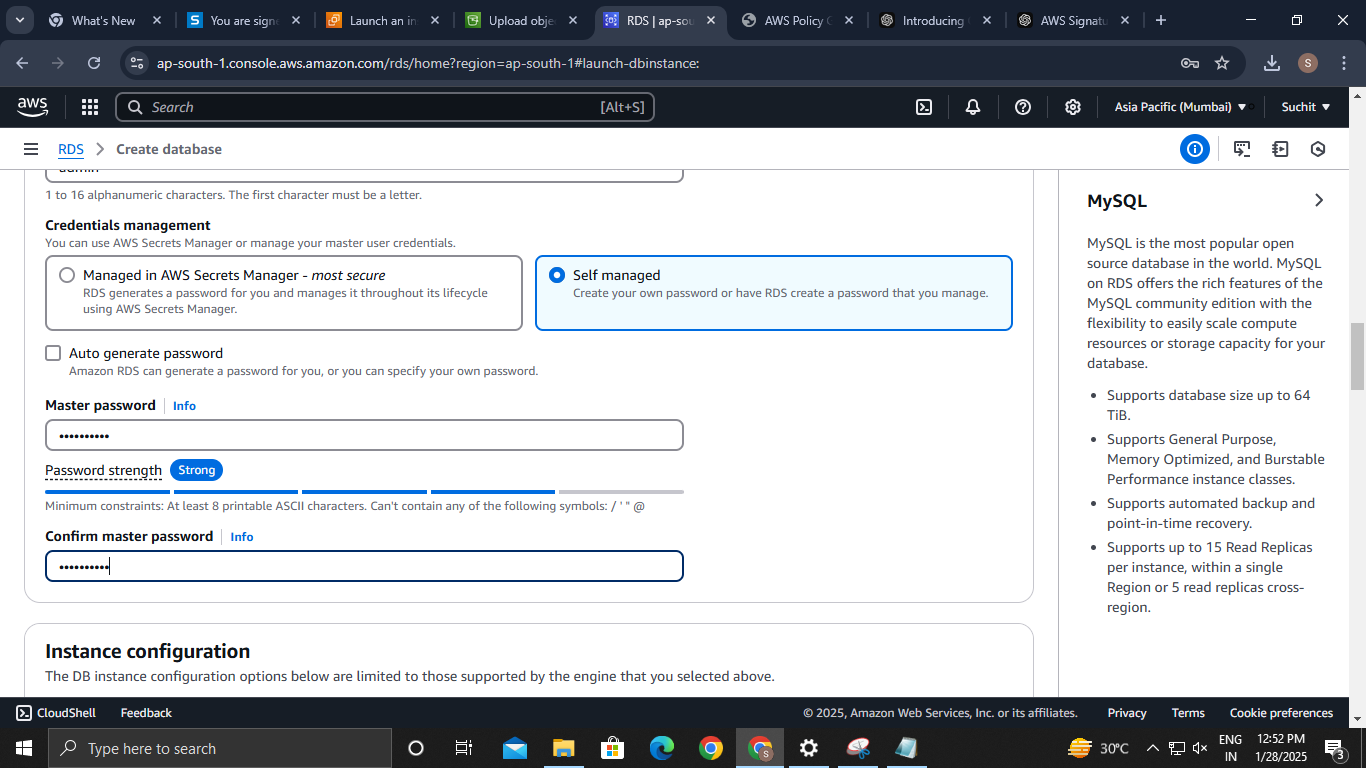 What's New
You are signe
Launch an in
Upload objec
RDS | ap-sou
AWS Policy G
Introducing
AWS Signatu
ap-south-1.console.aws.amazon.com/rds/home?region=ap-south-1#launch-dbinstance:
S
aws
Search
[Alt+S]
Asia Pacific (Mumbai)
Suchit
RDS
Create database
admin
1 to 16 alphanumeric characters. The first character must be a letter.
Credentials management
You can use AWS Secrets Manager or manage your master user credentials.
Managed in AWS Secrets Manager - most secure
RDS generates a password for you and manages it throughout its lifecycle
using AWS Secrets Manager.
Self managed
Create your own password or have RDS create a password that you manage.
Auto generate password
Amazon RDS can generate a password for you, or you can specify your own password.
Master password
Info
••••••••••
Password strength
Strong
Minimum constraints: At least 8 printable ASCII characters. Can't contain any of the following symbols: / ' " @
Confirm master password
Info
••••••••••
Instance configuration
The DB instance configuration options below are limited to those supported by the engine that you selected above.
MySQL
MySQL is the most popular open
source database in the world. MySQL
on RDS offers the rich features of the
MySQL community edition with the
flexibility to easily scale compute
resources or storage capacity for your
database.
• Supports database size up to 64
TiB.
• Supports General Purpose,
Memory Optimized, and Burstable
Performance instance classes.
• Supports automated backup and
point-in-time recovery.
• Supports up to 15 Read Replicas
per instance, within a single
Region or 5 read replicas cross-
region.
CloudShell
Feedback
© 2025, Amazon Web Services, Inc. or its affiliates.
Privacy
Terms
Cookie preferences
Type here to search
30°C
ENG
IN
12:52 PM
1/28/2025
3